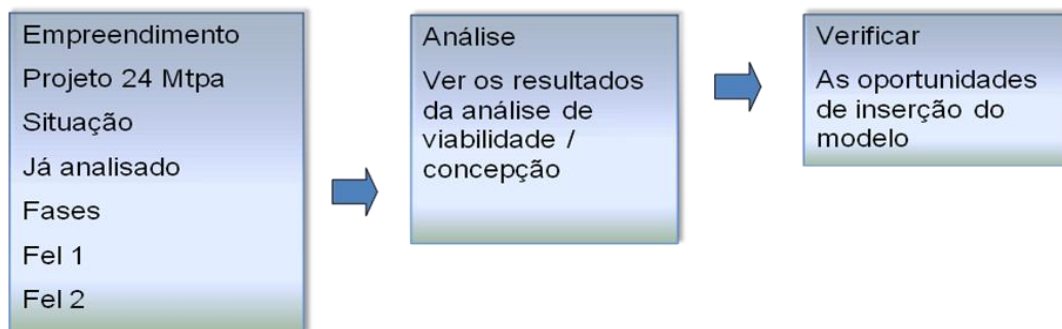 Empreendimento
Projeto 24 Mtpa
Situação
Já analisado
Fases
Fel 1
Fel 2
Análise
Ver os resultados
da análise de
viabilidade /
concepção
Verificar
As oportunidades
de inserção do
modelo